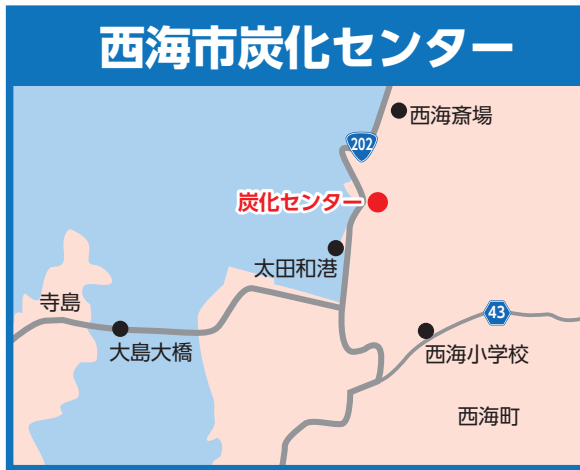 西海市炭化センター
西海斎場
202
炭化センター
太田和港
寺島
大島大橋
43
西海小学校
西海町